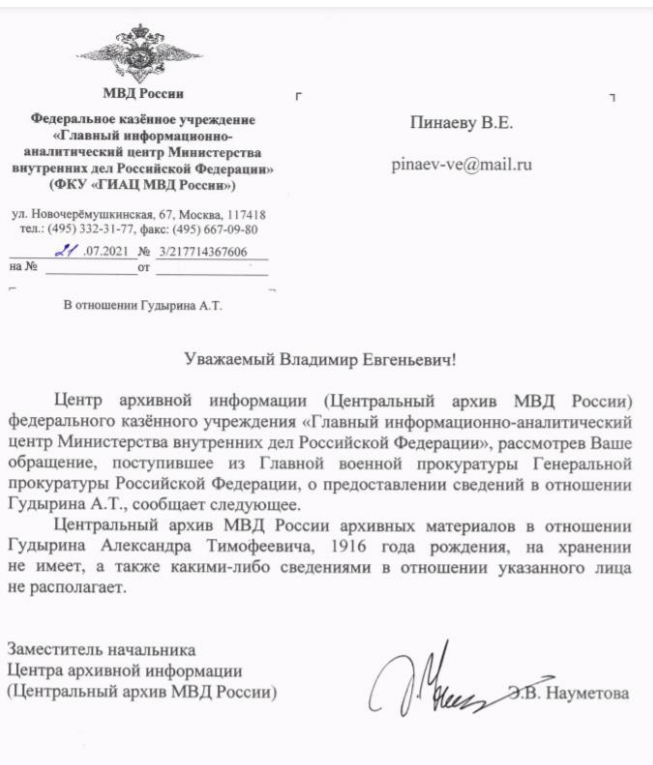 МВД России
Федеральное казённое учреждение
«Главный информационно-
аналитический центр Министерства
внутренних дел Российской Федерации»
(ФКУ «ГИАЦ МВД России»)
ул. Новочерёмушкинская, 67, Москва, 117418
тел.: (495) 332-31-77, факс: (495) 667-09-80
21 .07.2021 № 3/217714367606
на № от
В отношении Гудырина А.Т.
Пинаеву В.Е.
pinaev-ve@mail.ru
Уважаемый Владимир Евгеньевич!
Центр архивной информации (Центральный архив МВД России)
федерального казённого учреждения «Главный информационно-аналитический
центр Министерства внутренних дел Российской Федерации», рассмотрев Ваше
обращение, поступившее из Главной военной прокуратуры Генеральной
прокуратуры Российской Федерации, о предоставлении сведений в отношении
Гудырина А.Т., сообщает следующее.
Центральный архив МВД России архивных материалов в отношении
Гудырина Александра Тимофеевича, 1916 года рождения, на хранении
не имеет, а также какими-либо сведениями в отношении указанного лица
не располагает.
Заместитель начальника
Центра архивной информации
(Центральный архив МВД России)
Э.В. Науметова